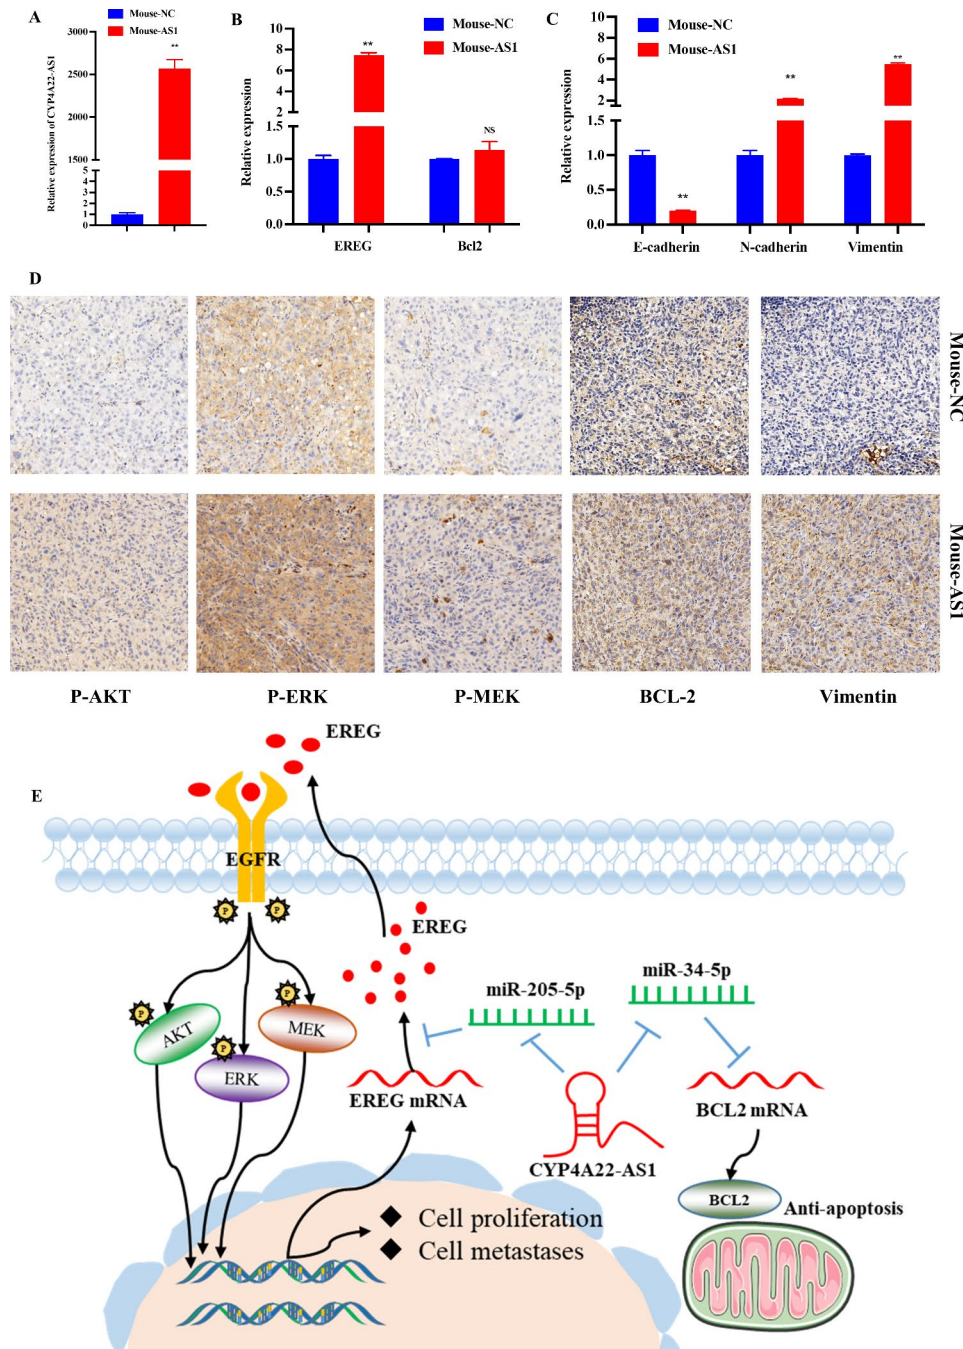 A
Mouse-NC
Mouse-AS1
Relative expression of CYP4A22-AS1
3000
2500
2000
1500
5
4
3
2
1
0
**
B
Mouse-NC
Mouse-AS1
Relative expression
10
8
6
4
2
1.5
1.0
0.5
0.0
**
NS
EREG
Bcl2
C
Mouse-NC
Mouse-AS1
Relative expression
10
8
6
4
2
1.5
1.0
0.5
0.0
**
**
**
E-cadherin
N-cadherin
Vimentin
D
Mouse-NC
Mouse-AS1
P-AKT
P-ERK
P-MEK
BCL-2
Vimentin
E
EREG
EGFR
P
P
EREG
miR-205-5p
miR-34-5p
P
AKT
P
MEK
P
ERK
EREG mRNA
CYP4A22-AS1
BCL2 mRNA
BCL2
Anti-apoptosis
Cell proliferation
Cell metastases